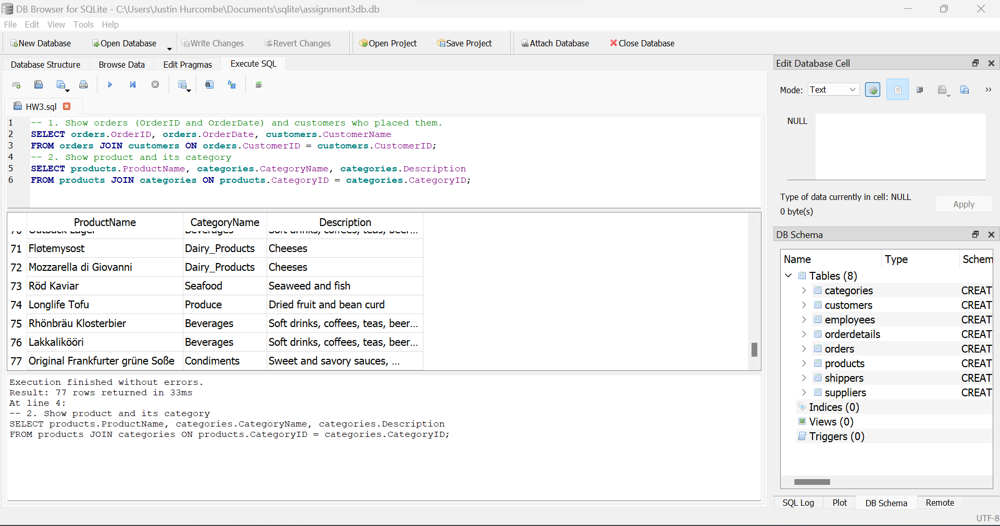 DB Browser for SQLite - C:\Users\Justin Hurcombe\Documents\sqlite\assignment3db.db
File Edit View Tools Help
New Database Open Database Write Changes Revert Changes Open Project Save Project Attach Database Close Database
Database Structure Browse Data Edit Pragmas Execute SQL
HW3.sql
1 -- 1. Show orders (OrderID and OrderDate) and customers who placed them.
2 SELECT orders.OrderID, orders.OrderDate, customers.CustomerName
3 FROM orders JOIN customers ON orders.CustomerID = customers.CustomerID;
4 -- 2. Show product and its category
5 SELECT products.ProductName, categories.CategoryName, categories.Description
6 FROM products JOIN categories ON products.CategoryID = categories.CategoryID;
ProductName CategoryName Description
70 Outback Lager Beverages Soft drinks, coffees, teas, beer...
71 Fløtemysost Dairy_Products Cheeses
72 Mozzarella di Giovanni Dairy_Products Cheeses
73 Röd Kaviar Seafood Seaweed and fish
74 Longlife Tofu Produce Dried fruit and bean curd
75 Rhönbräu Klosterbier Beverages Soft drinks, coffees, teas, beer...
76 Lakkalikööri Beverages Soft drinks, coffees, teas, beer...
77 Original Frankfurter grüne Soße Condiments Sweet and savory sauces, ...
Execution finished without errors.
Result: 77 rows returned in 33ms
At line 4:
-- 2. Show product and its category
SELECT products.ProductName, categories.CategoryName, categories.Description
FROM products JOIN categories ON products.CategoryID = categories.CategoryID;
Edit Database Cell
Mode: Text
NULL
Type of data currently in cell: NULL
0 byte(s)
Apply
DB Schema
Name Type Schem
Tables (8)
categories CREAT
customers CREAT
employees CREAT
orderdetails CREAT
orders CREAT
products CREAT
shippers CREAT
suppliers CREAT
Indices (0)
Views (0)
Triggers (0)
SQL Log Plot DB Schema Remote
UTF-8